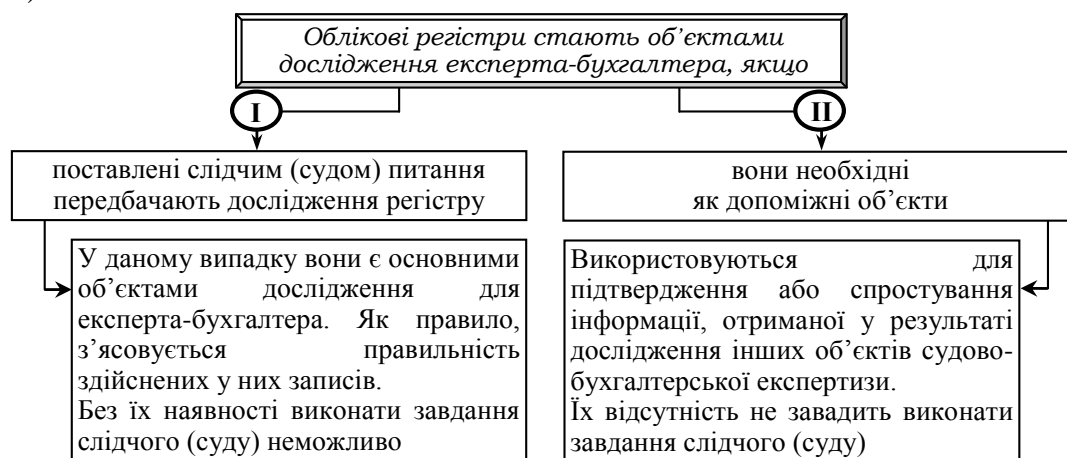 Облікові регістри стають об’єктами
дослідження експерта-бухгалтера, якщо
I
II
поставлені слідчим (судом) питання
передбачають дослідження регістру
вони необхідні
як допоміжні об’єкти
У даному випадку вони є основними
об’єктами дослідження для
експерта-бухгалтера. Як правило,
з’ясовується правильність
здійснених у них записів.
Без їх наявності виконати завдання
слідчого (суду) неможливо
Використовуються для
підтвердження або спростування
інформації, отриманої у результаті
дослідження інших об’єктів судово-
бухгалтерської експертизи.
Їх відсутність не завадить виконати
завдання слідчого (суду)